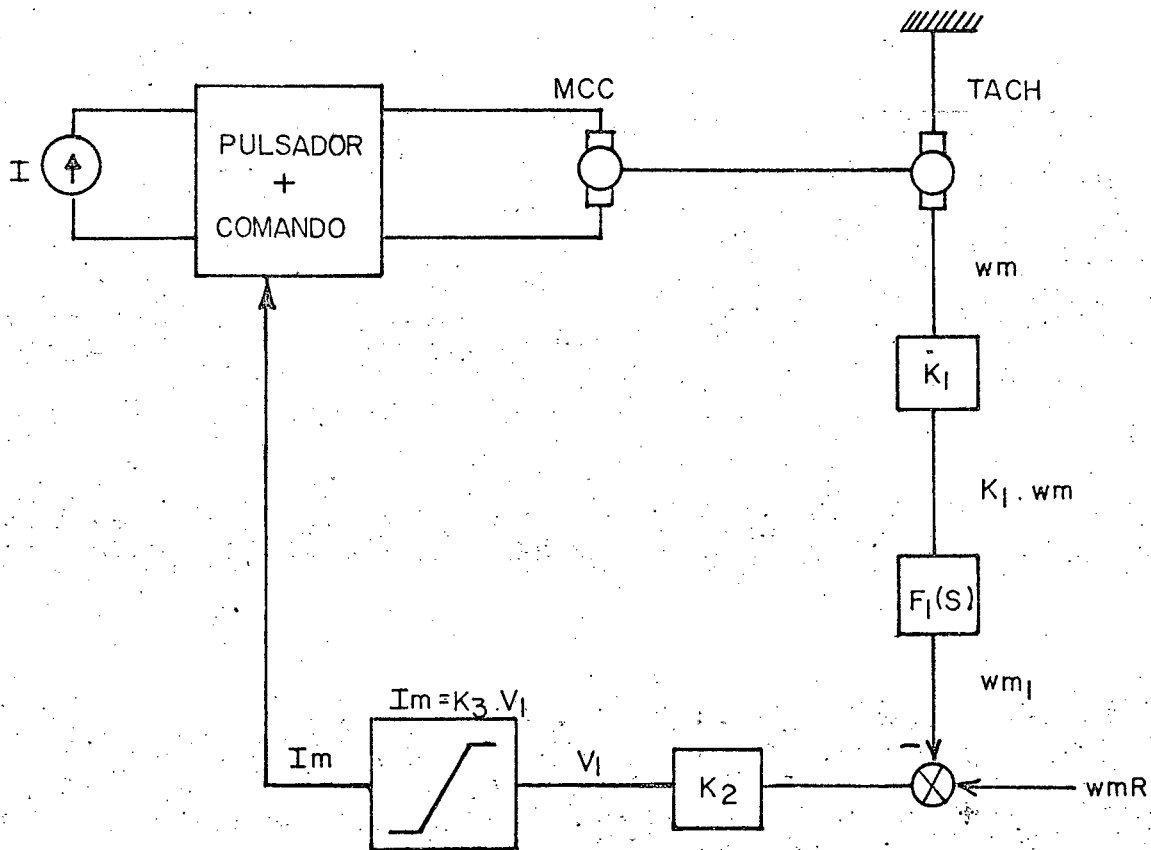 MCC
TACH
PULSADOR
+
COMANDO
I
wm
K1
K1 . wm
F1(S)
wm1
Im = K3 . V1
Im
V1
K2
-
+
wmR